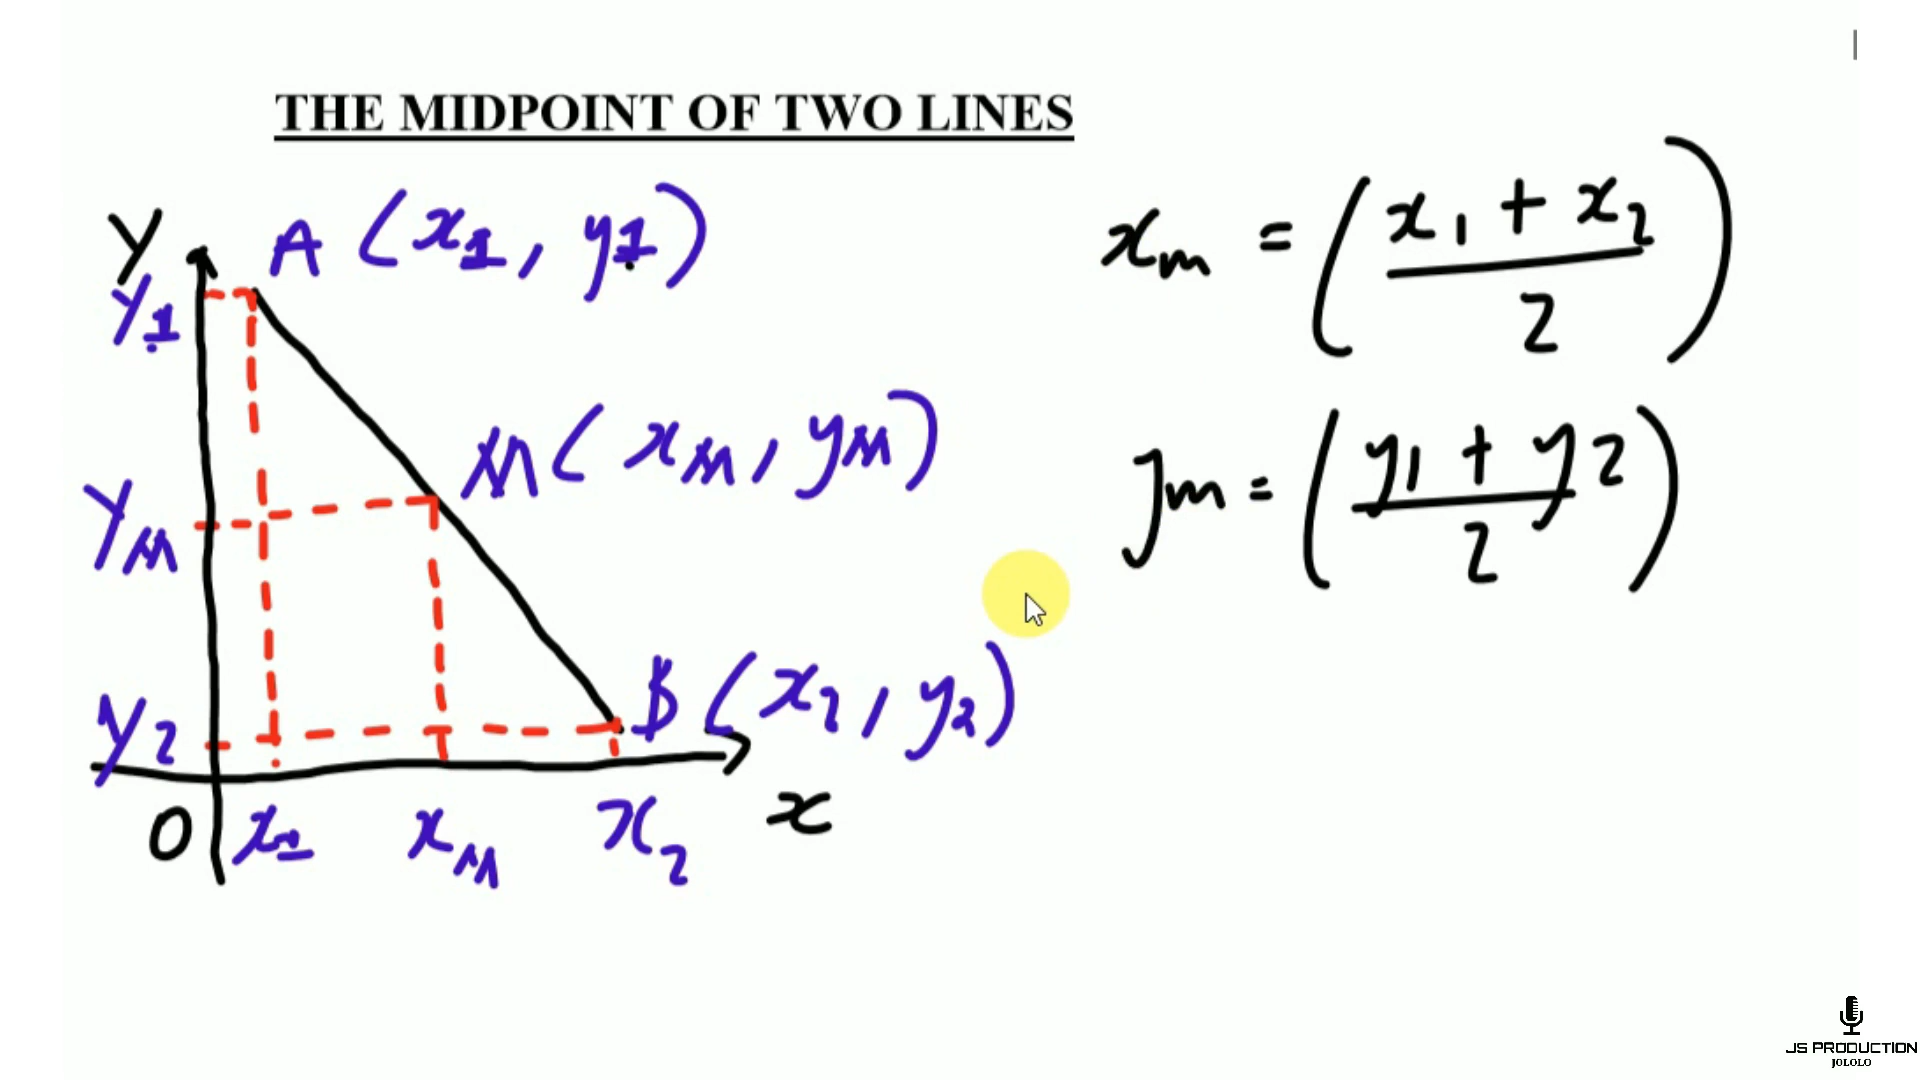 THE MIDPOINT OF TWO LINES
Y
A (x1, y1)
Y1
xm = (x1 + x2 / 2)
M (xM, yM)
ym = (y1 + y2 / 2)
YM
B (x2, y2)
Y2
x
0
x1
xM
x2
JS PRODUCTION
JOLOLO